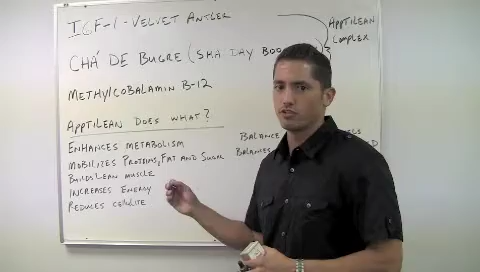 IGF-1 - Velvet Antler
Apptilean
Complex
Chá de Bugre (Sha Day Boo
Methylcobalamin B-12
Apptilean Does What?
Enhances Metabolism
Mobilizes Proteins, Fat and Sugar
Builds Lean Muscle
Increases Energy
Reduces Cellulite
Balance
Balances